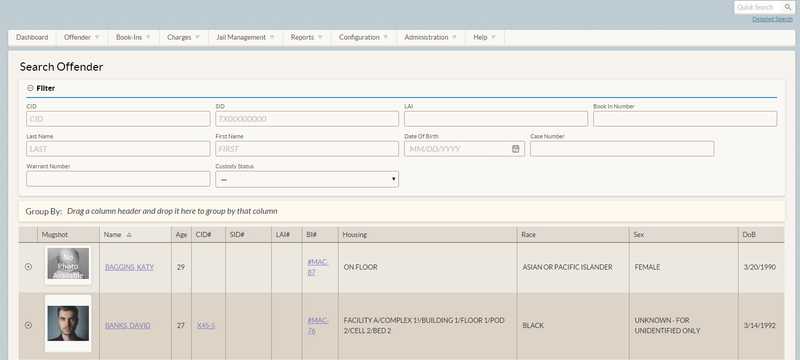 Quick Search
Detailed Search
Dashboard Offender Book-Ins Charges Jail Management Reports Configuration Administration Help
Search Offender
Filter
CID SID LAI Book In Number
CID TX00000000
Last Name First Name Date Of Birth Case Number
LAST FIRST MM/DD/YYYY
Warrant Number Custody Status
---
Group By: Drag a column header and drop it here to group by that column
Mugshot Name Age CID# SID# LAI# BI# Housing Race Sex DoB
No Photo Available
BAGGINS, KATY 29 #MAC-87 ON FLOOR ASIAN OR PACIFIC ISLANDER FEMALE 3/20/1990
BANKS, DAVID 27 X45-5 #MAC-76 FACILITY A/COMPLEX 1!/BUILDING 1/FLOOR 1/POD 2/CELL 2/BED 2 BLACK UNKNOWN - FOR UNIDENTIFIED ONLY 3/14/1992